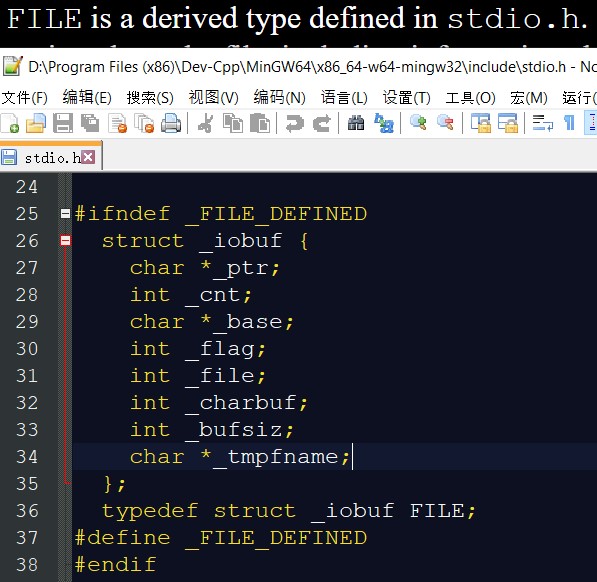 FILE is a derived type defined in stdio.h.
D:\Program Files (x86)\Dev-Cpp\MinGW64\x86_64-w64-mingw32\include\stdio.h - No
文件(F) 编辑(E) 搜索(S) 视图(V) 编码(N) 语言(L) 设置(T) 工具(O) 宏(M) 运行(
stdio.h
24
25 #ifndef _FILE_DEFINED
26 struct _iobuf {
27 char *_ptr;
28 int _cnt;
29 char *_base;
30 int _flag;
31 int _file;
32 int _charbuf;
33 int _bufsiz;
34 char *_tmpfname;
35 };
36 typedef struct _iobuf FILE;
37 #define _FILE_DEFINED
38 #endif